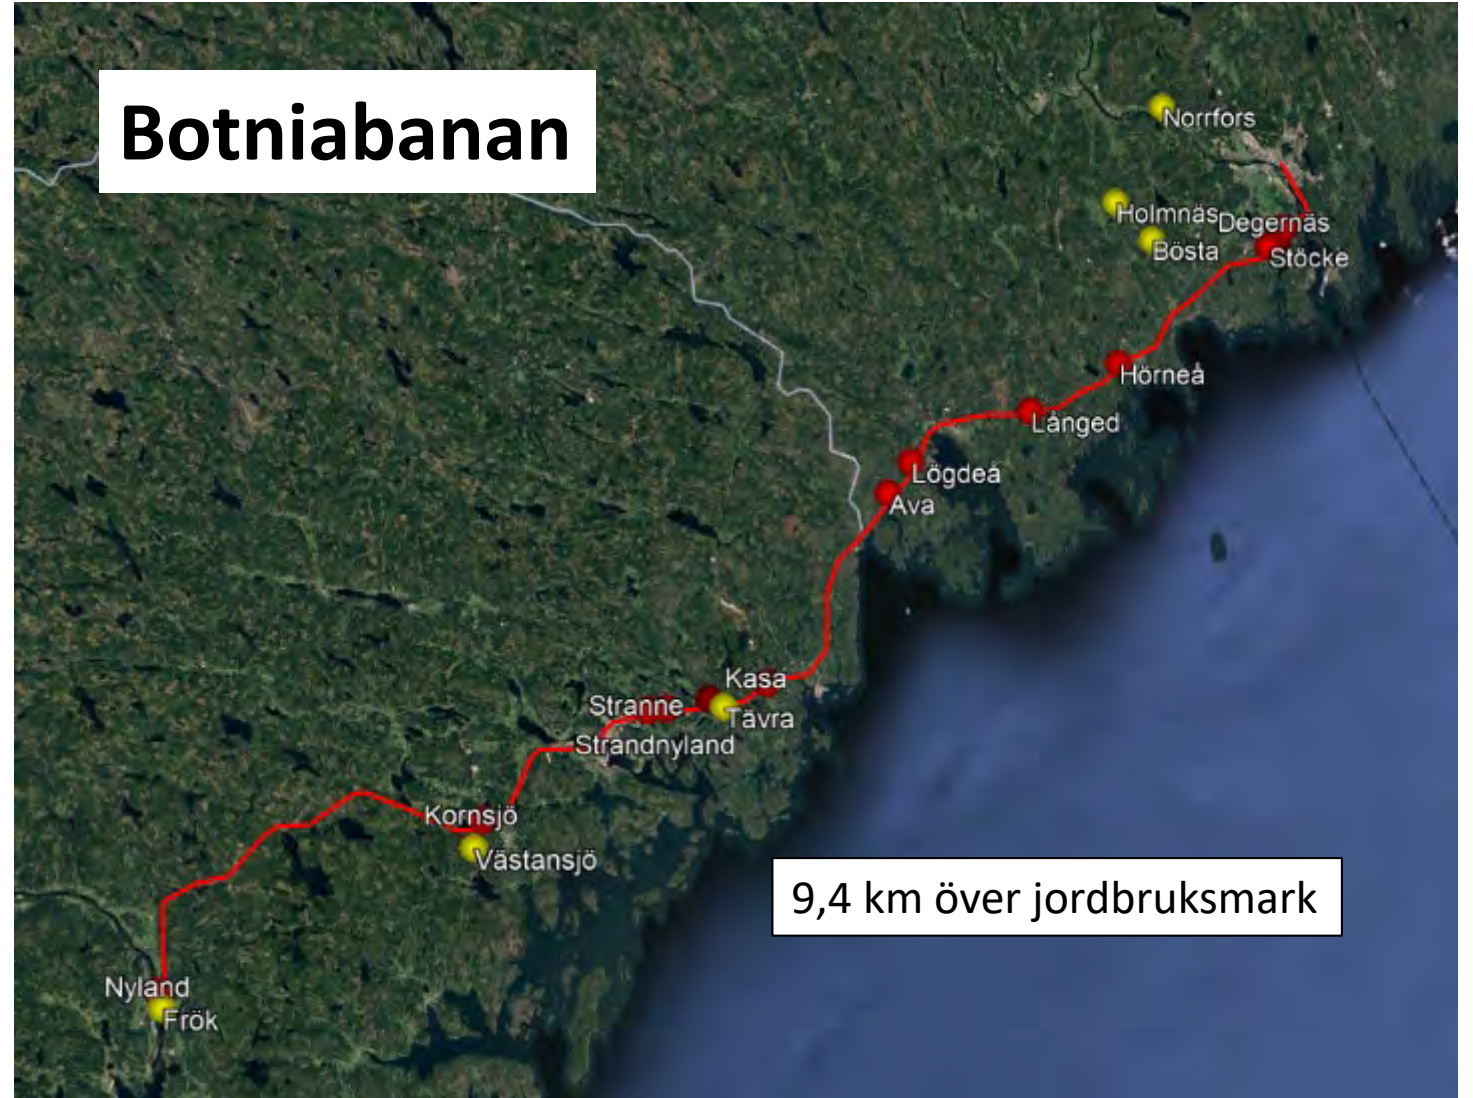 Botniabanan
Norrfors
Holmnäs
Degernäs
Bösta
Stöcke
Hörneå
Långed
Lögdeå
Ava
Kasa
Stranne
Tävra
Strandnyland
Kornsjö
Västansjö
9,4 km över jordbruksmark
Nyland
Frök